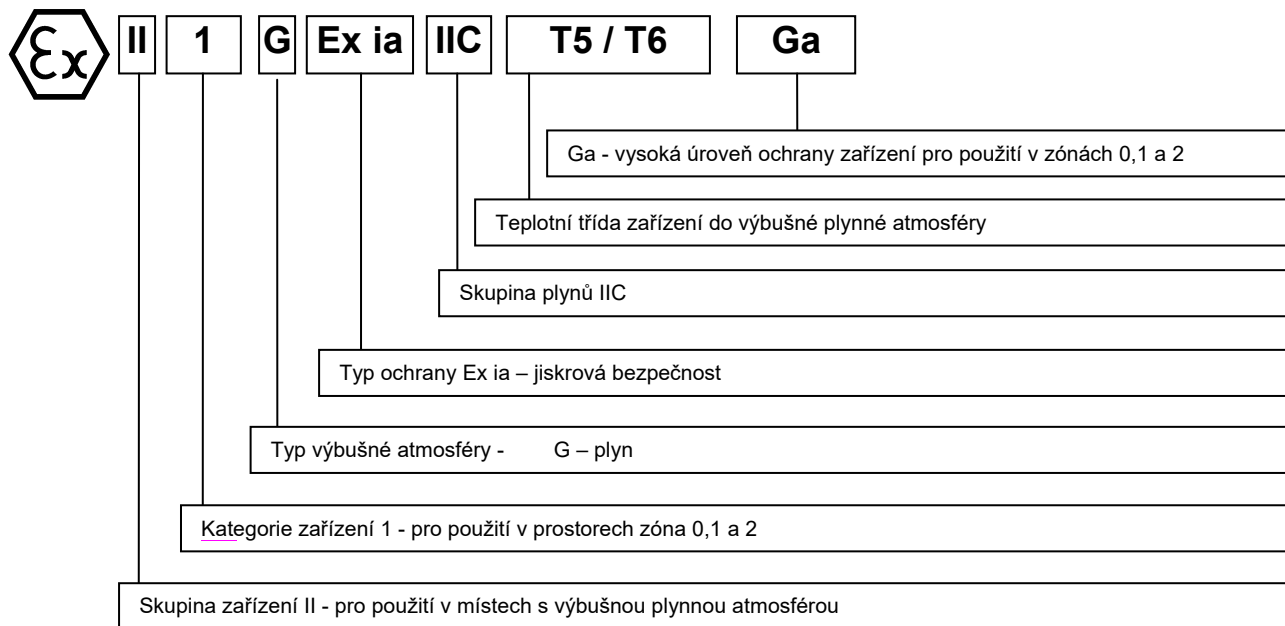 Ex II 1 G Ex ia IIC T5 / T6 Ga
Ga - vysoká úroveň ochrany zařízení pro použití v zónách 0,1 a 2
Teplotní třída zařízení do výbušné plynné atmosféry
Skupina plynů IIC
Typ ochrany Ex ia – jiskrová bezpečnost
Typ výbušné atmosféry - G – plyn
Kategorie zařízení 1 - pro použití v prostorech zóna 0,1 a 2
Skupina zařízení II - pro použití v místech s výbušnou plynnou atmosférou